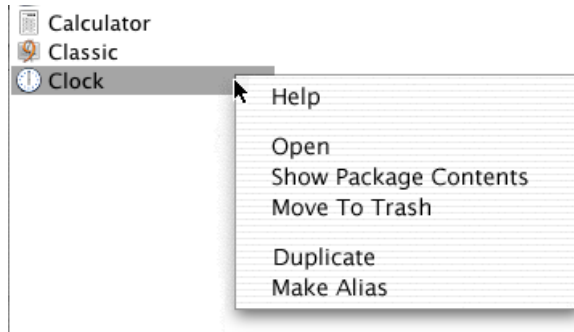 Calculator
Classic
Clock
Help
Open
Show Package Contents
Move To Trash
Duplicate
Make Alias